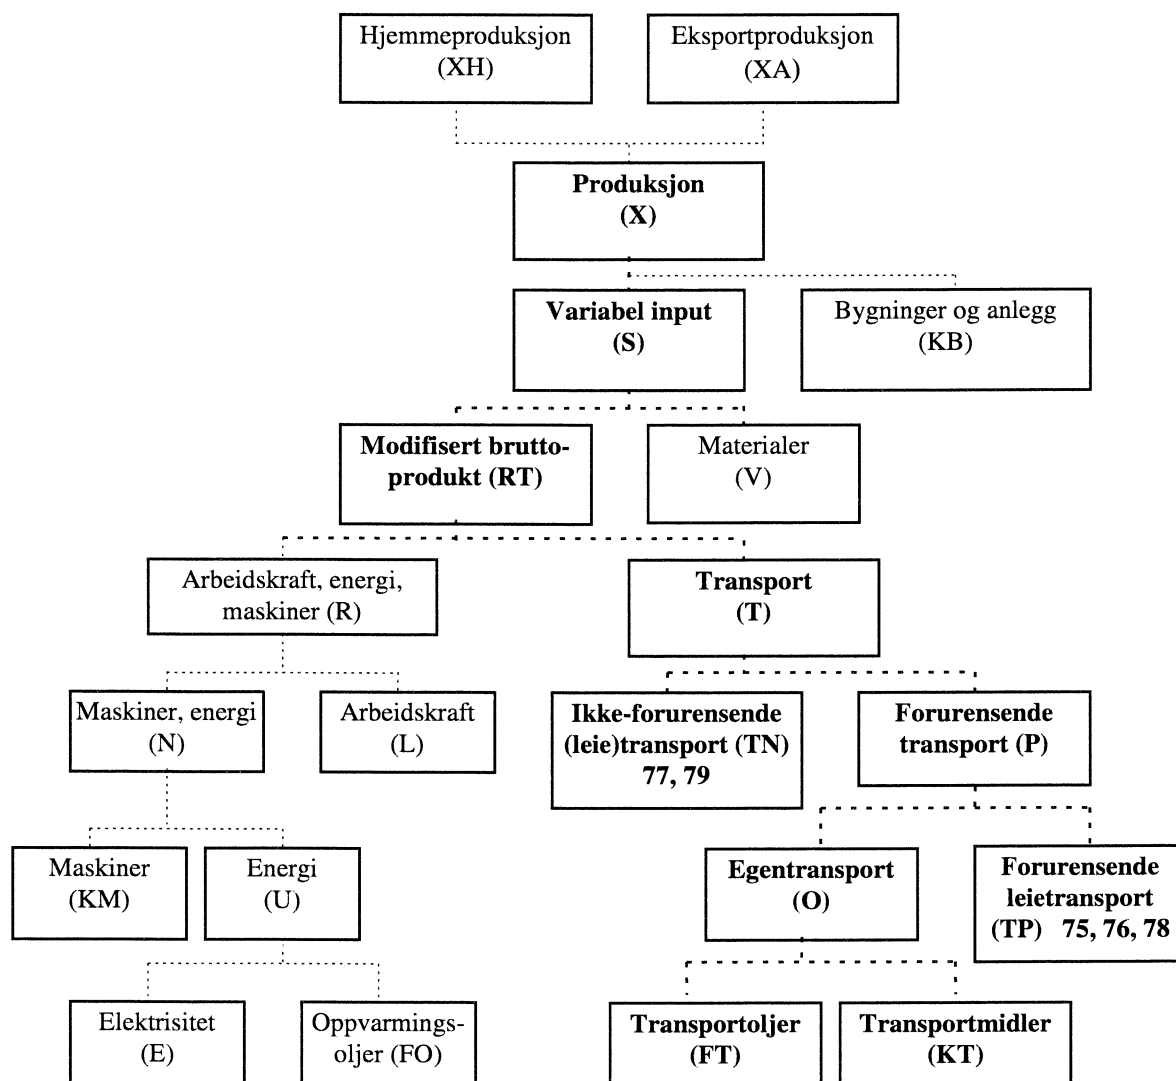 Hjemmeproduksjon
(XH)
Eksportproduksjon
(XA)
Produksjon
(X)
Variabel input
(S)
Bygninger og anlegg
(KB)
Modifisert brutto-
produkt (RT)
Materialer
(V)
Arbeidskraft, energi,
maskiner (R)
Transport
(T)
Maskiner, energi
(N)
Arbeidskraft
(L)
Ikke-forurensende
(leie)transport (TN)
77, 79
Forurensende
transport (P)
Maskiner
(KM)
Energi
(U)
Egentransport
(O)
Forurensende
leietransport
(TP) 75, 76, 78
Elektrisitet
(E)
Oppvarmings-
oljer (FO)
Transportoljer
(FT)
Transportmidler
(KT)